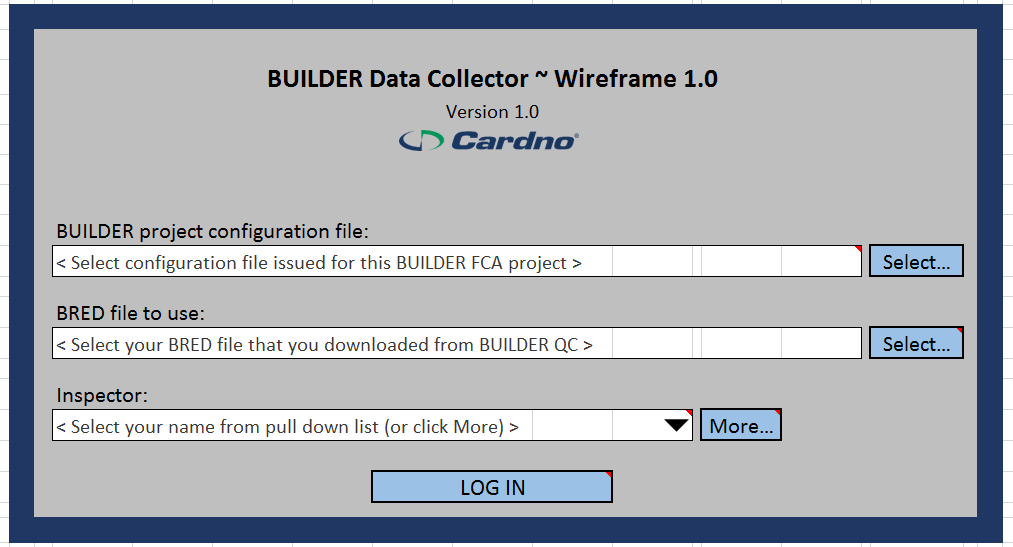 BUILDER Data Collector ~ Wireframe 1.0
Version 1.0
Cardno®
BUILDER project configuration file:
< Select configuration file issued for this BUILDER FCA project > Select...
BRED file to use:
< Select your BRED file that you downloaded from BUILDER QC > Select...
Inspector:
< Select your name from pull down list (or click More) > More...
LOG IN